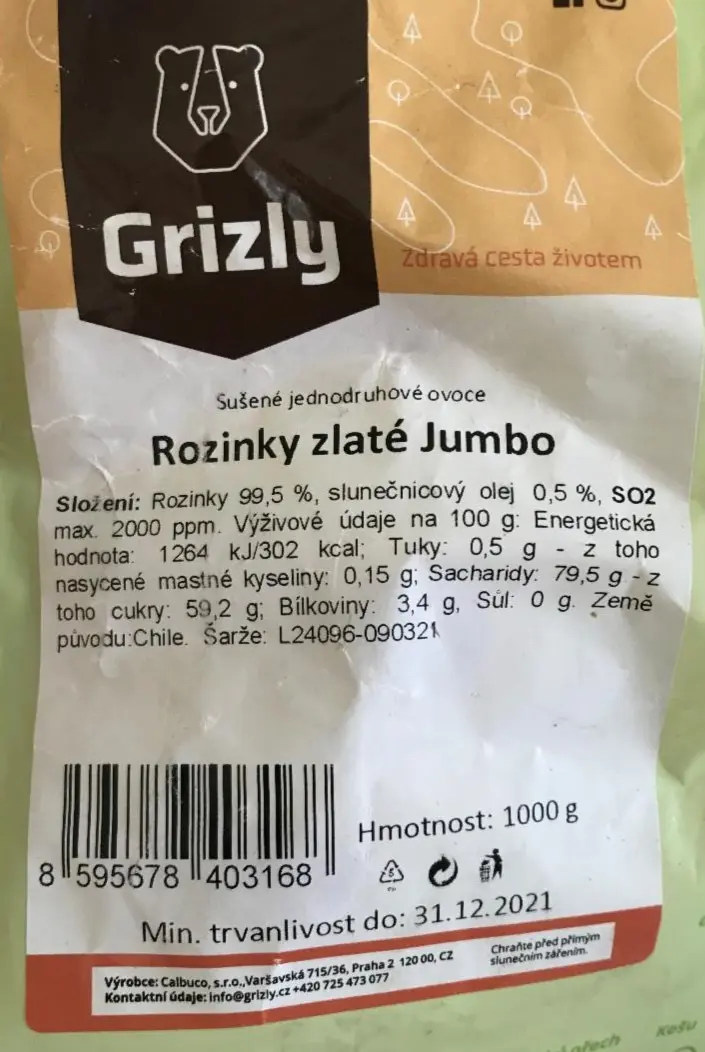 Grizly
Zdravá cesta životem
Sušené jednodruhové ovoce
Rozinky zlaté Jumbo
Složení: Rozinky 99,5 %, slunečnicový olej 0,5 %, SO2
max. 2000 ppm. Výživové údaje na 100 g: Energetická
hodnota: 1264 kJ/302 kcal; Tuky: 0,5 g - z toho
nasycené mastné kyseliny: 0,15 g; Sacharidy: 79,5 g - z
toho cukry: 59,2 g; Bílkoviny: 3,4 g, Sůl: 0 g. Země
původu:Chile. Šarže: L24096-090321
Hmotnost: 1000 g
8 595678 403168
Min. trvanlivost do: 31.12.2021
Výrobce: Calbuco, s.r.o.,Varšavská 715/36, Praha 2 120 00, CZ
Kontaktní údaje: info@grizly.cz +420 725 473 077
Chraňte před přímým
slunečním zářením.
Kešu